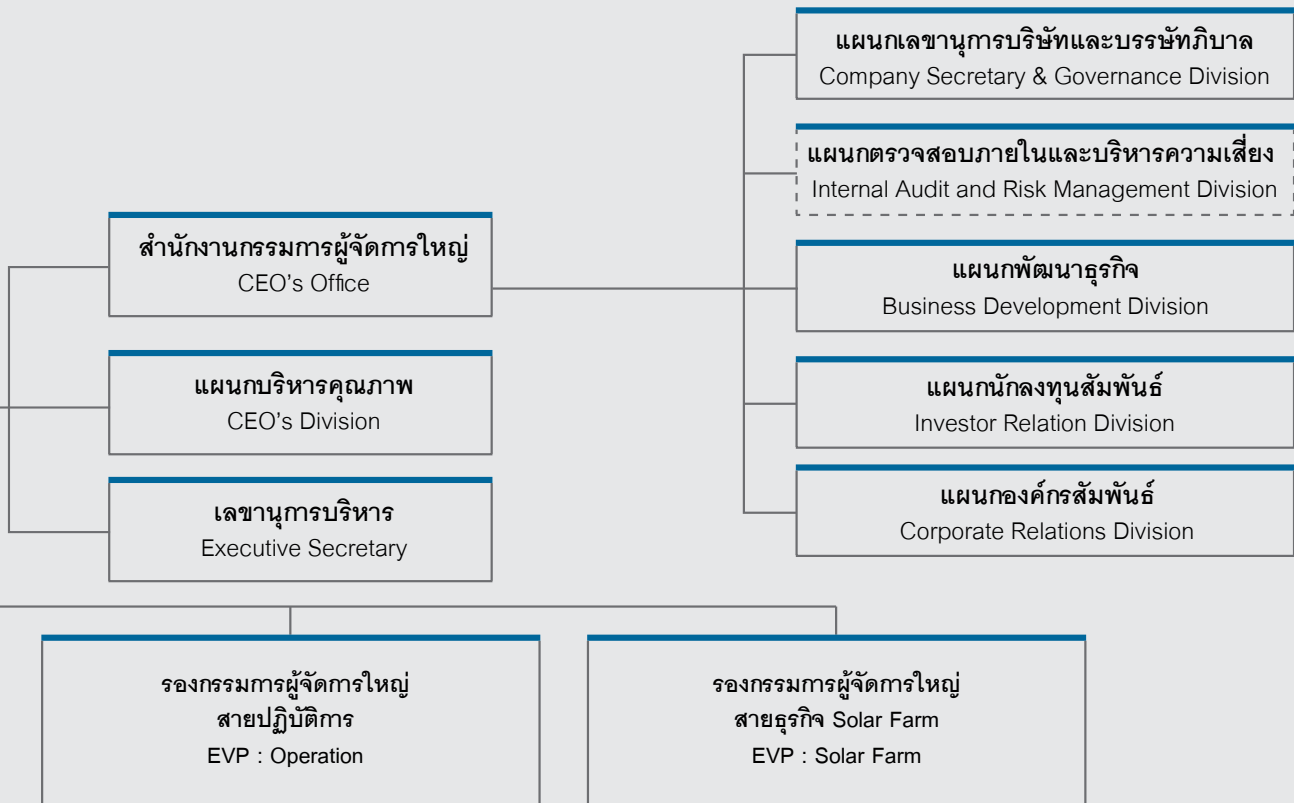 แผนกเลขานุการบริษัทและบรรษัทภิบาล
Company Secretary & Governance Division
แผนกตรวจสอบภายในและบริหารความเสี่ยง
Internal Audit and Risk Management Division
สำนักงานกรรมการผู้จัดการใหญ่
CEO's Office
แผนกพัฒนาธุรกิจ
Business Development Division
แผนกบริหารคุณภาพ
CEO's Division
แผนกนักลงทุนสัมพันธ์
Investor Relation Division
เลขานุการบริหาร
Executive Secretary
แผนกองค์กรสัมพันธ์
Corporate Relations Division
รองกรรมการผู้จัดการใหญ่
สายปฏิบัติการ
EVP : Operation
รองกรรมการผู้จัดการใหญ่
สายธุรกิจ Solar Farm
EVP : Solar Farm